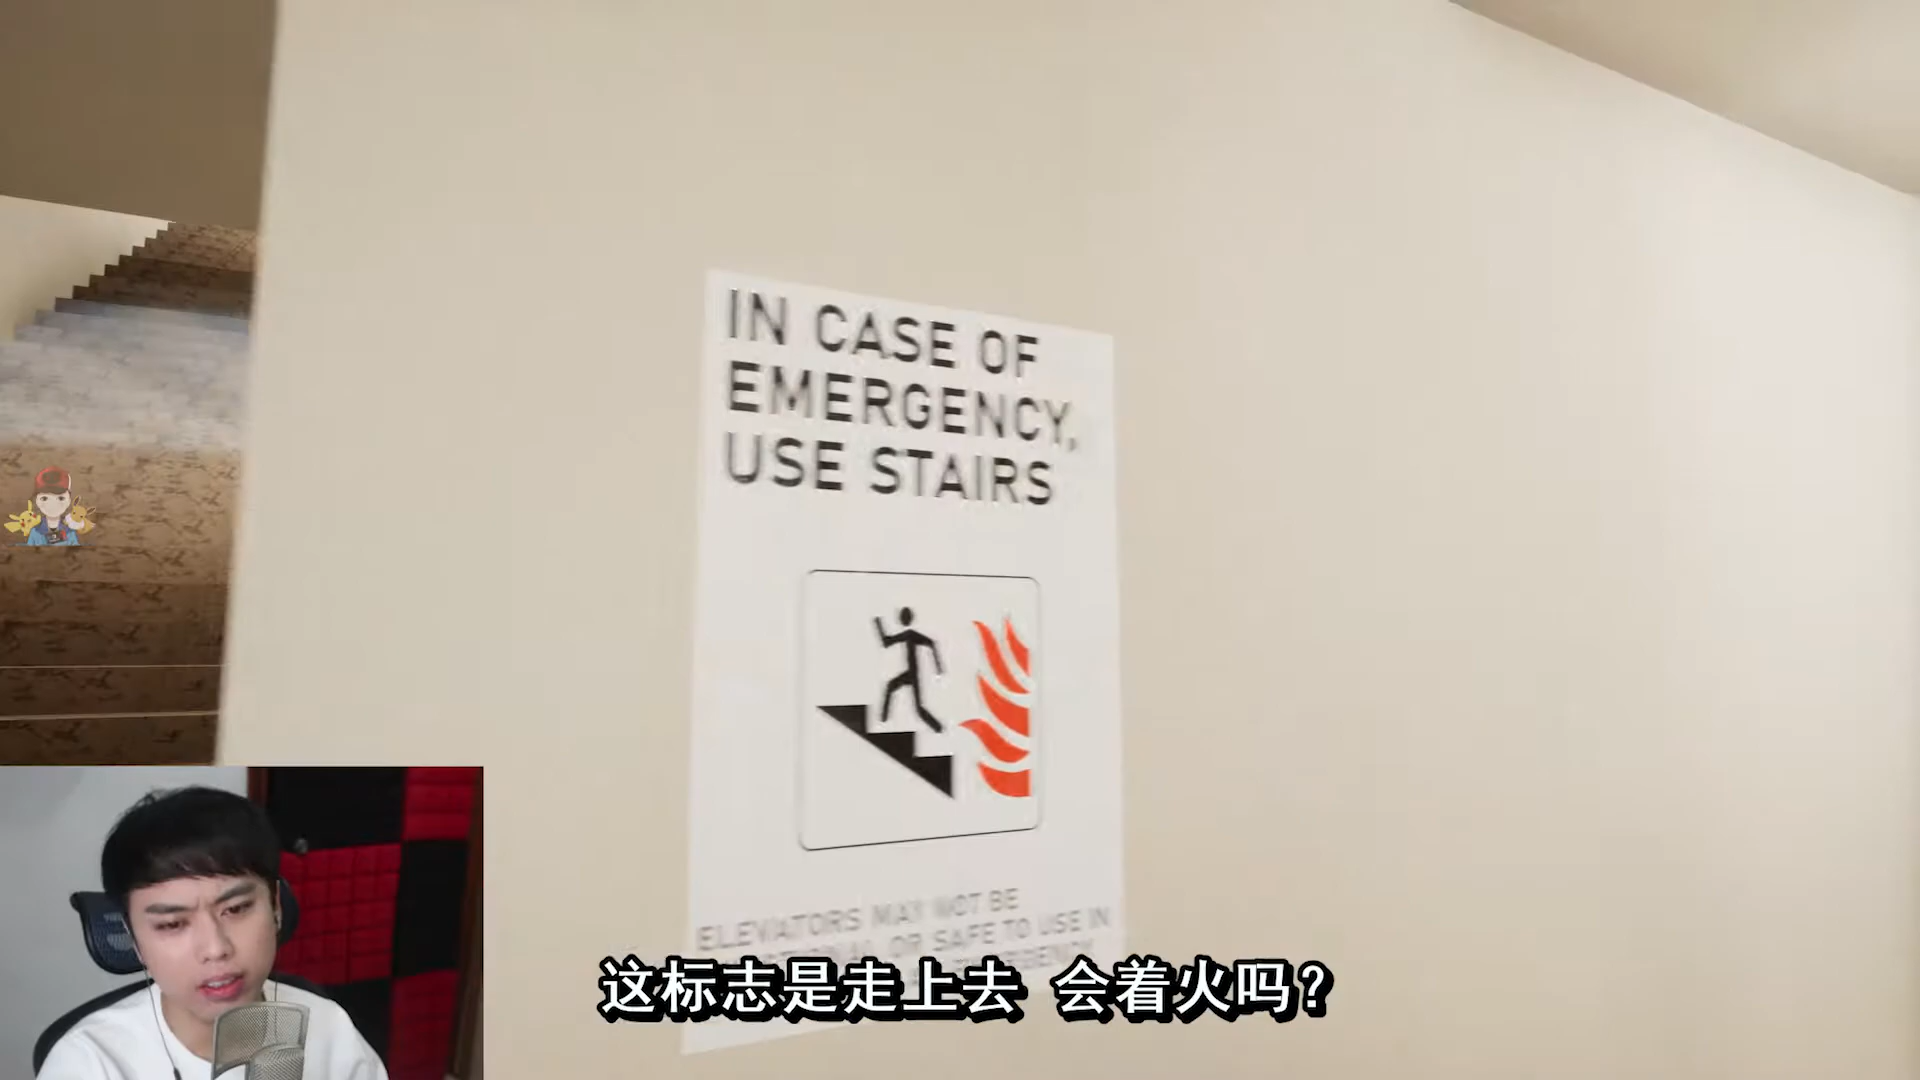 IN CASE OF
EMERGENCY,
USE STAIRS
ELEVATORS MAY NOT BE
OR SAFE TO USE IN
这标志是走上去 会着火吗？